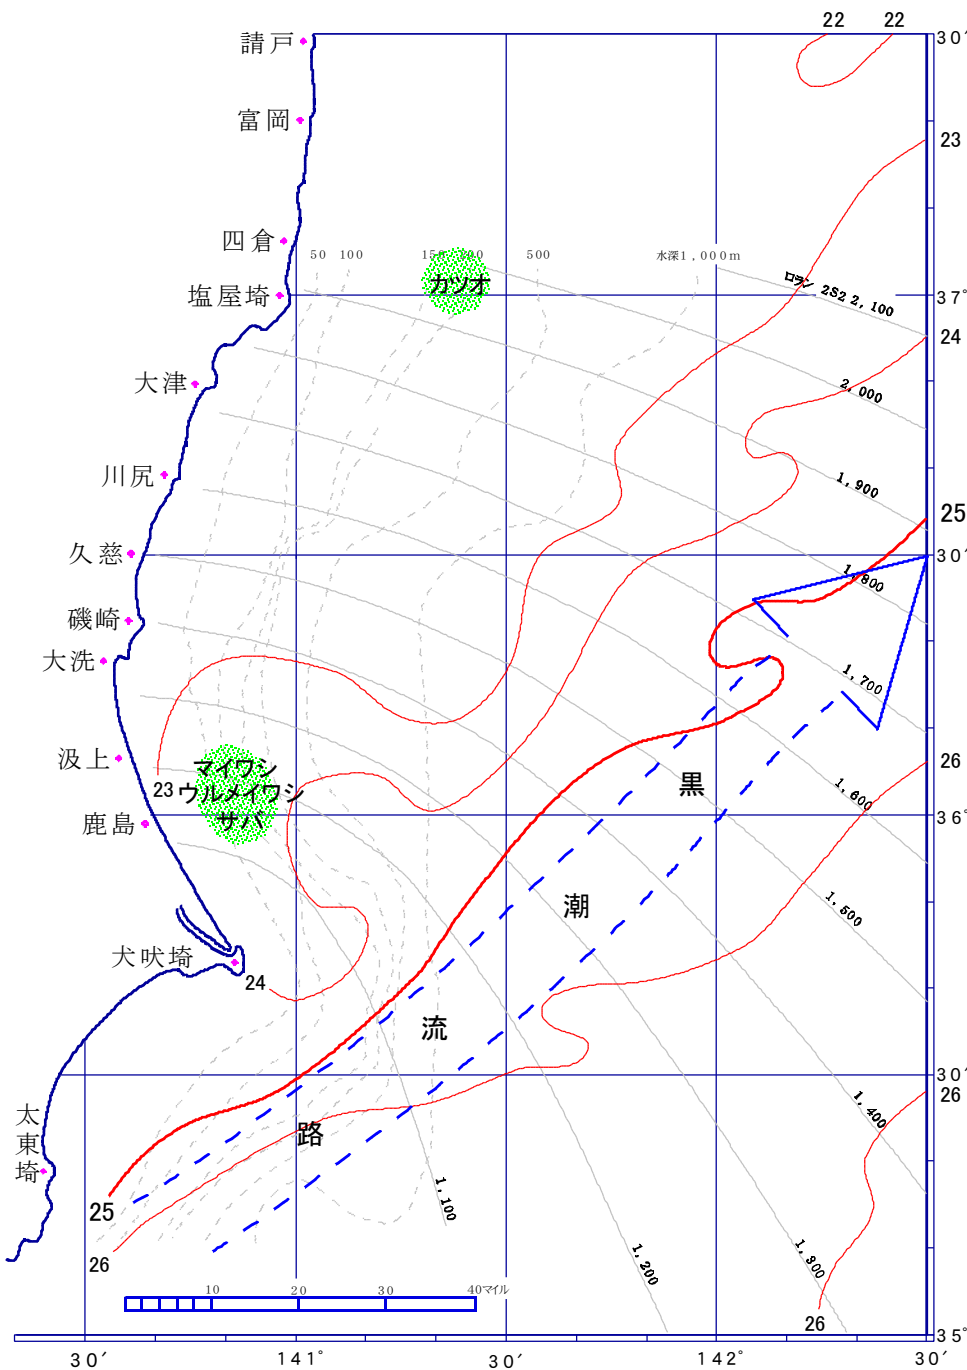 22 22
請戸 30′
富岡
23
四倉
50 100 150 200 500 水深1,000m
カツオ
ロラン 2S2 2,100
塩屋埼 37°
24
大津 2,000
川尻 1,900
25
久慈 30′
1,800
磯崎
大洗
1,700
汲上
26
マイワシ
ウルメイワシ
サバ
23
黒
1,600
鹿島 36°
潮
1,500
犬吠埼
24
流
30′
26
1,400
太東埼
路
25
1,100
26
1,200
1,300
10 20 30 40マイル
26
35°
30′ 141° 30′ 142° 30′